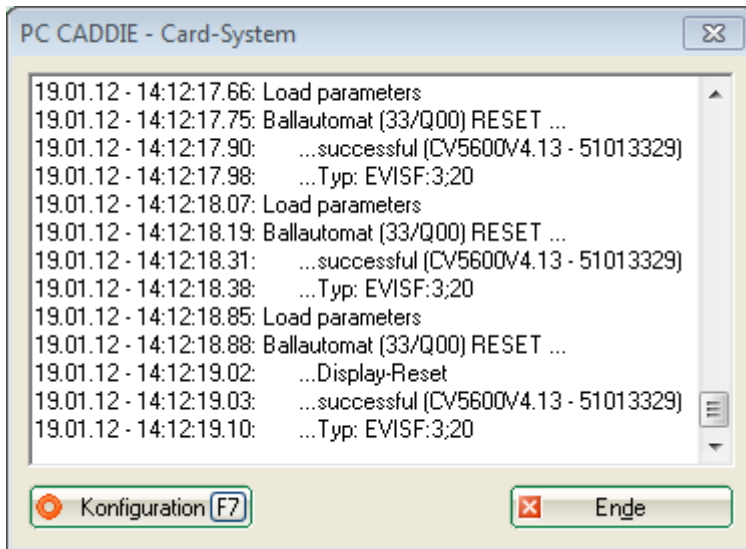 PC CADDIE - Card-System
19.01.12 - 14:12:17.66: Load parameters
19.01.12 - 14:12:17.75: Ballautomat (33/Q00) RESET ...
19.01.12 - 14:12:17.90: ...successful (CV5600V4.13 - 51013329)
19.01.12 - 14:12:17.98: ...Typ: EVISF:3;20
19.01.12 - 14:12:18.07: Load parameters
19.01.12 - 14:12:18.19: Ballautomat (33/Q00) RESET ...
19.01.12 - 14:12:18.31: ...successful (CV5600V4.13 - 51013329)
19.01.12 - 14:12:18.38: ...Typ: EVISF:3;20
19.01.12 - 14:12:18.85: Load parameters
19.01.12 - 14:12:18.88: Ballautomat (33/Q00) RESET ...
19.01.12 - 14:12:19.02: ...Display-Reset
19.01.12 - 14:12:19.03: ...successful (CV5600V4.13 - 51013329)
19.01.12 - 14:12:19.10: ...Typ: EVISF:3;20
Konfiguration F7 Ende